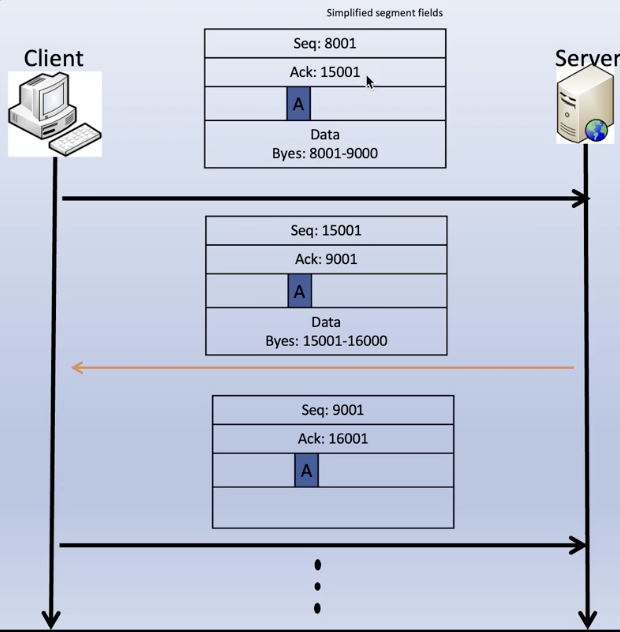 Simplified segment fields
Client
Server
Seq: 8001
Ack: 15001
A
Data
Byes: 8001-9000
Seq: 15001
Ack: 9001
A
Data
Byes: 15001-16000
Seq: 9001
Ack: 16001
A